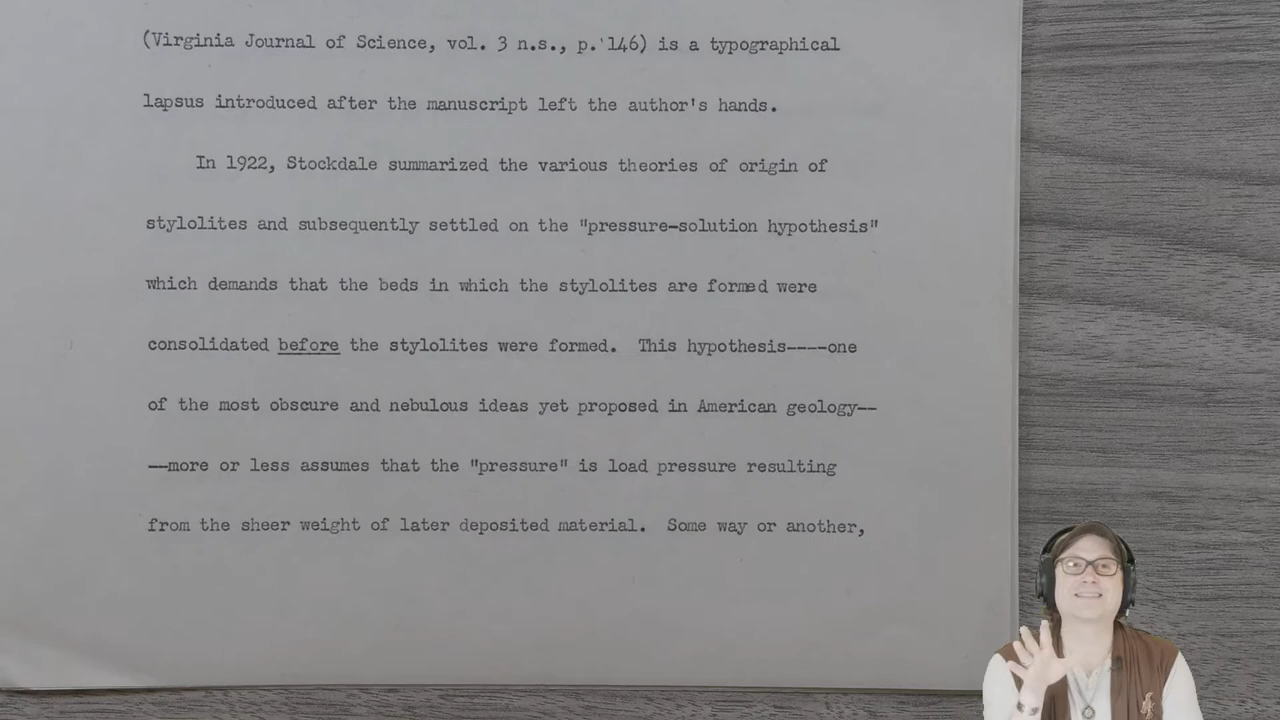 (Virginia Journal of Science, vol. 3 n.s., p. 146) is a typographical
lapsus introduced after the manuscript left the author's hands.
In 1922, Stockdale summarized the various theories of origin of
stylolites and subsequently settled on the "pressure-solution hypothesis"
which demands that the beds in which the stylolites are formed were
consolidated before the stylolites were formed. This hypothesis----one
of the most obscure and nebulous ideas yet proposed in American geology--
--more or less assumes that the "pressure" is load pressure resulting
from the sheer weight of later deposited material. Some way or another,